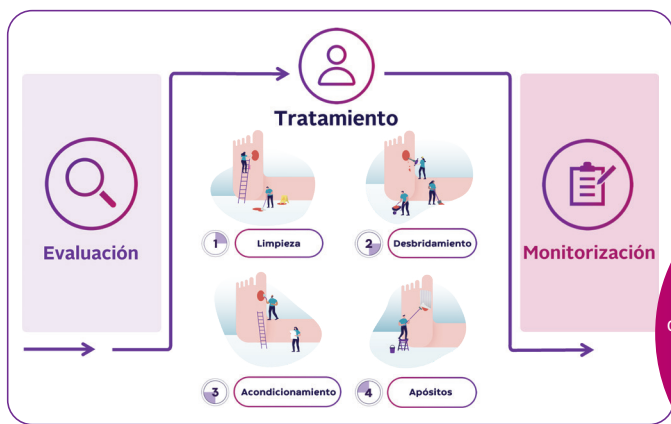 Tratamiento
Evaluación
1 Limpieza
2 Desbridamiento
Monitorización
3 Acondicionamiento
4 Apósitos